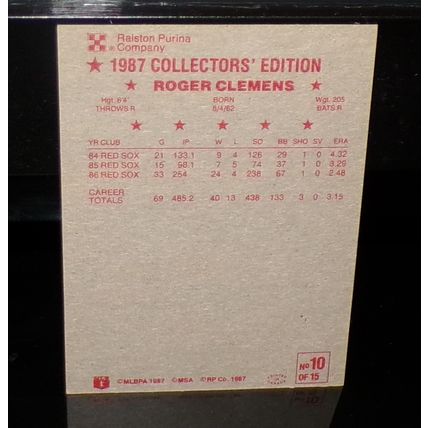 Ralston Purina
Company
★ 1987 COLLECTORS' EDITION
★ ROGER CLEMENS ★
Hgt. 6'4" BORN Wgt. 205
THROWS R 8/4/62 BATS R
★ ★ ★ ★ ★
YR CLUB G IP W L SO BB SHO SV ERA
84 RED SOX 21 133.1 9 4 126 29 1 0 4.32
85 RED SOX 15 98.1 7 5 74 37 1 0 3.29
86 RED SOX 33 254 24 4 238 67 1 0 2.48
CAREER
TOTALS 69 485.2 40 13 438 133 3 0 3.15
No 10
OF 15
©MLBPA 1987 ©MSA ©RP Co. 1987